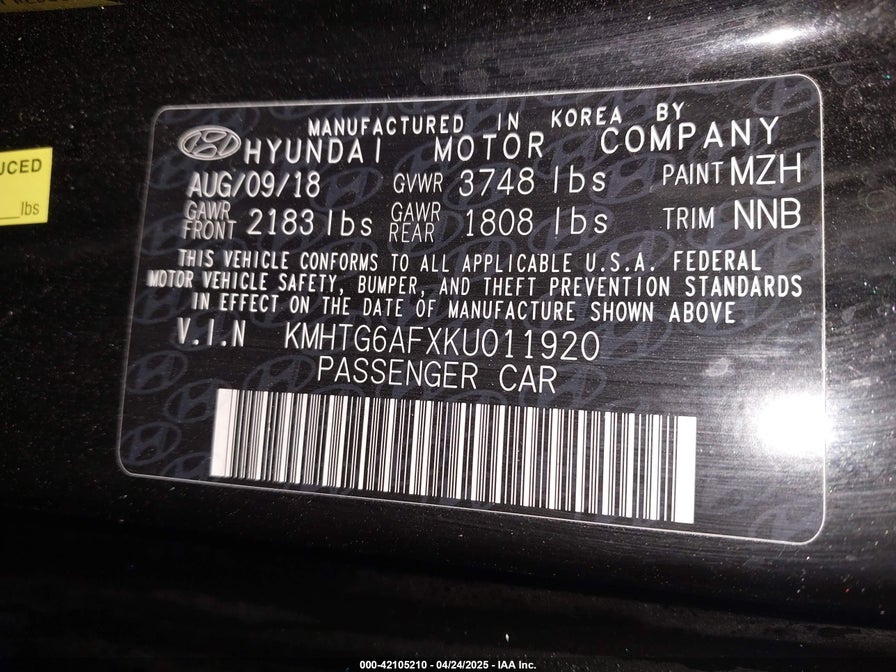 MANUFACTURED IN KOREA BY
HYUNDAI MOTOR COMPANY
AUG/09/18 GVWR 3748 lbs PAINT MZH
GAWR FRONT 2183 lbs GAWR REAR 1808 lbs TRIM NNB
THIS VEHICLE CONFORMS TO ALL APPLICABLE U.S.A. FEDERAL
MOTOR VEHICLE SAFETY, BUMPER, AND THEFT PREVENTION STANDARDS
IN EFFECT ON THE DATE OF MANUFACTURE SHOWN ABOVE
V.I.N KMHTG6AFXKU011920
PASSENGER CAR
UCED
lbs
000-42105210 - 04/24/2025 - IAA Inc.